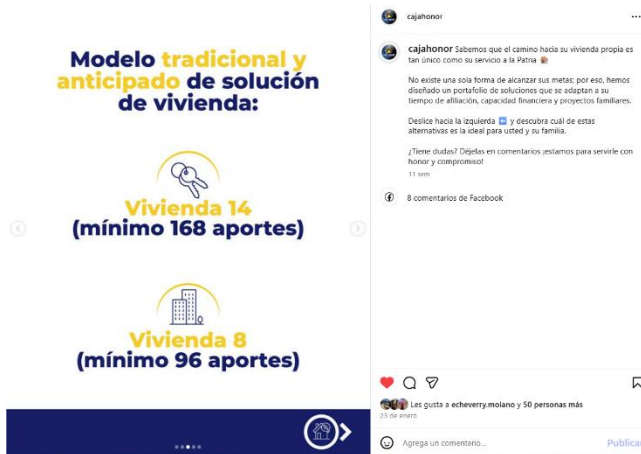 Modelo tradicional y
anticipado de solución
de vivienda:
Vivienda 14
(mínimo 168 aportes)
Vivienda 8
(mínimo 96 aportes)
cajahonor
cajahonor Sabemos que el camino hacia su vivienda propia es
tan único como su servicio a la Patria
No existe una sola forma de alcanzar sus metas; por eso, hemos
diseñado un portafolio de soluciones que se adaptan a su
tiempo de afiliación, capacidad financiera y proyectos familiares.
Deslice hacia la izquierda y descubra cuál de estas
alternativas es la ideal para usted y su familia.
¿Tiene dudas? Déjelas en comentarios ¡estamos para servirle con
honor y compromiso!
11 sem
8 comentarios de Facebook
Les gusta a echeverry.molano y 50 personas más
23 de enero
Agrega un comentario...
Publicar